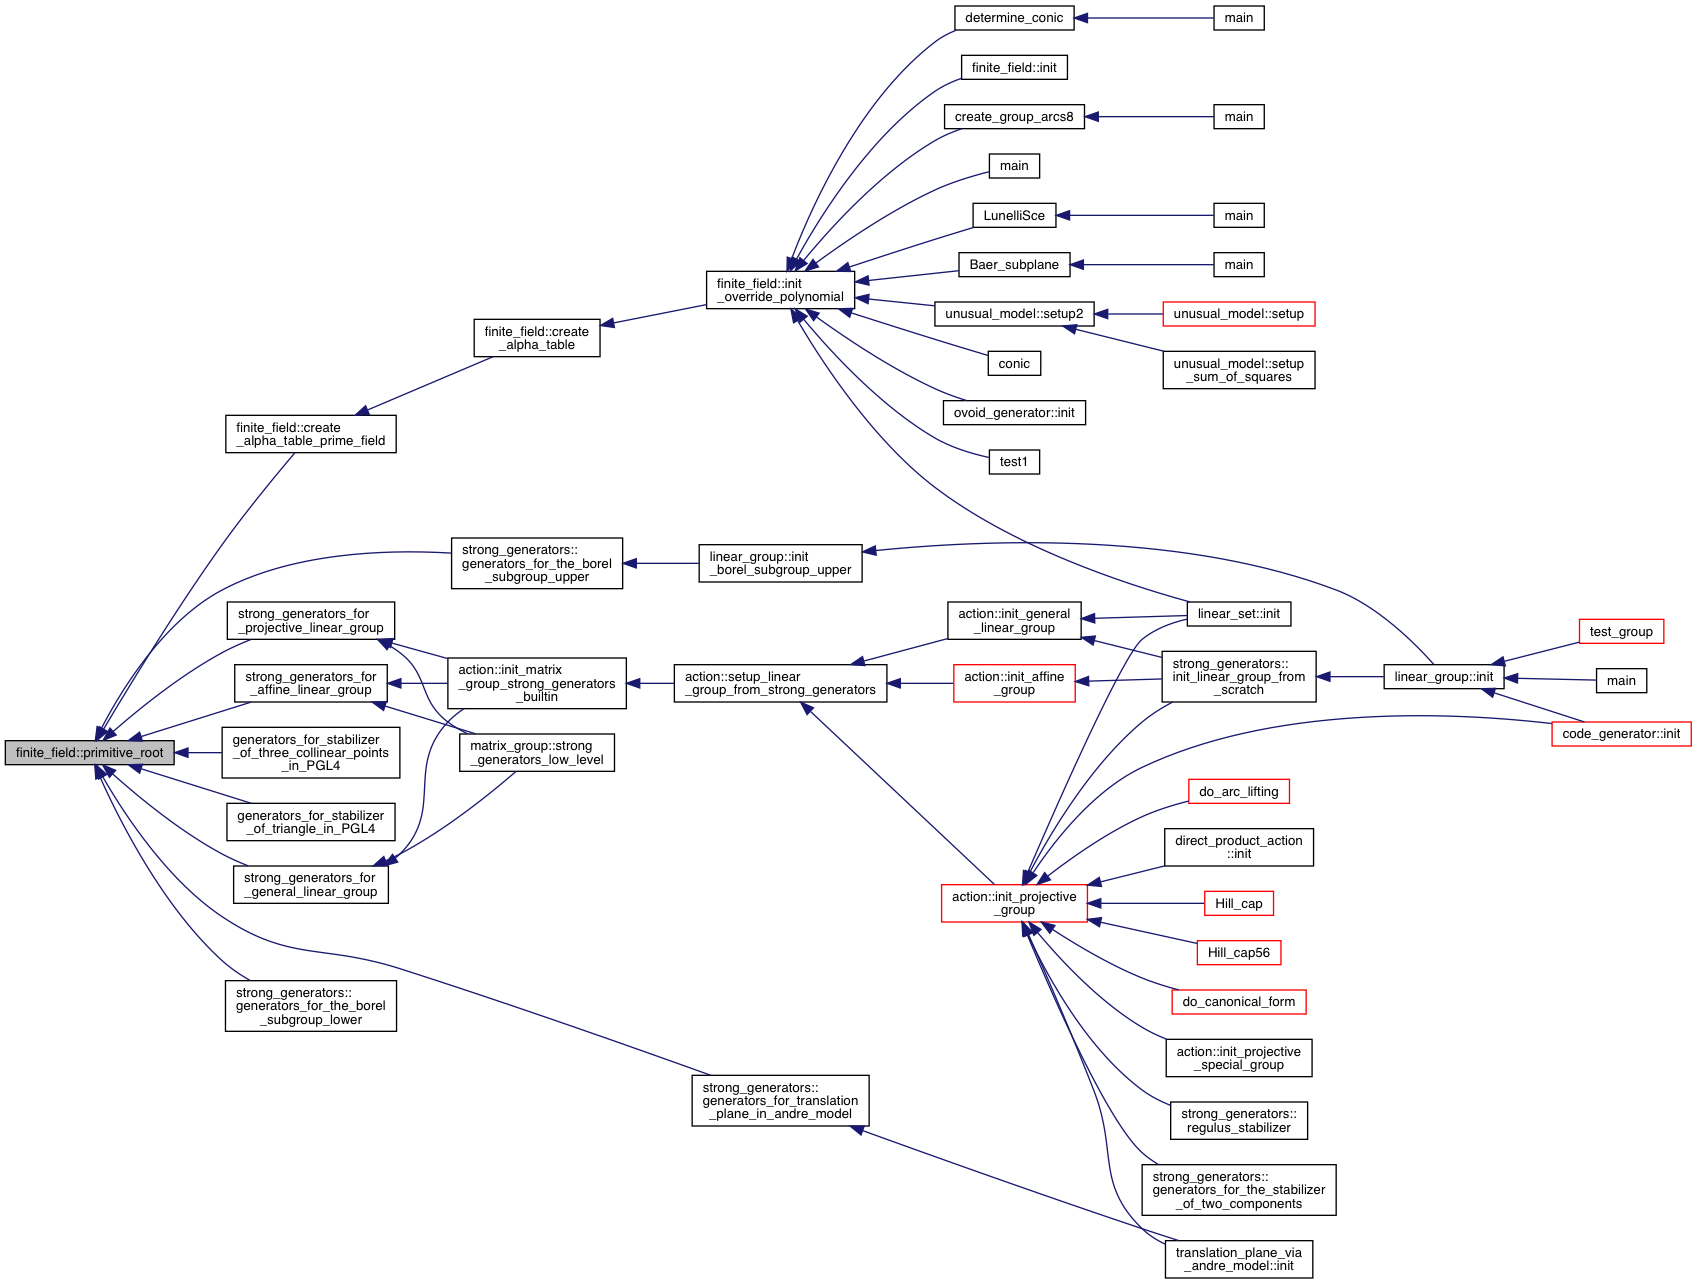 determine_conic
main
finite_field::init
create_group_arcs8
main
main
LunelliSce
main
Baer_subplane
main
finite_field::init
_override_polynomial
unusual_model::setup2
unusual_model::setup
finite_field::create
_alpha_table
unusual_model::setup
_sum_of_squares
conic
ovoid_generator::init
finite_field::create
_alpha_table_prime_field
test1
strong_generators::
generators_for_the_borel
_subgroup_upper
linear_group::init
_borel_subgroup_upper
strong_generators_for
_projective_linear_group
action::init_general
_linear_group
linear_set::init
test_group
strong_generators_for
_affine_linear_group
action::init_matrix
_group_strong_generators
_builtin
action::setup_linear
_group_from_strong_generators
action::init_affine
_group
strong_generators::
init_linear_group_from
_scratch
linear_group::init
main
code_generator::init
finite_field::primitive_root
generators_for_stabilizer
_of_three_collinear_points
_in_PGL4
matrix_group::strong
_generators_low_level
do_arc_lifting
generators_for_stabilizer
_of_triangle_in_PGL4
direct_product_action
::init
strong_generators_for
_general_linear_group
action::init_projective
_group
Hill_cap
Hill_cap56
strong_generators::
generators_for_the_borel
_subgroup_lower
do_canonical_form
action::init_projective
_special_group
strong_generators::
generators_for_translation
_plane_in_andre_model
strong_generators::
regulus_stabilizer
strong_generators::
generators_for_the_stabilizer
_of_two_components
translation_plane_via
_andre_model::init